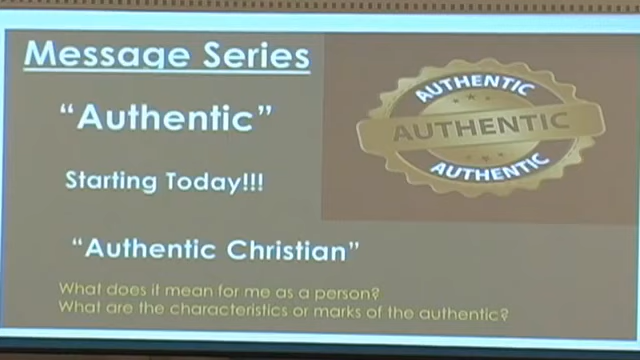 Message Series
"Authentic"
Starting Today!!!
"Authentic Christian"
What does it mean for me as a person?
What are the characteristics or marks of the authentic?
AUTHENTIC
AUTHENTIC
AUTHENTIC